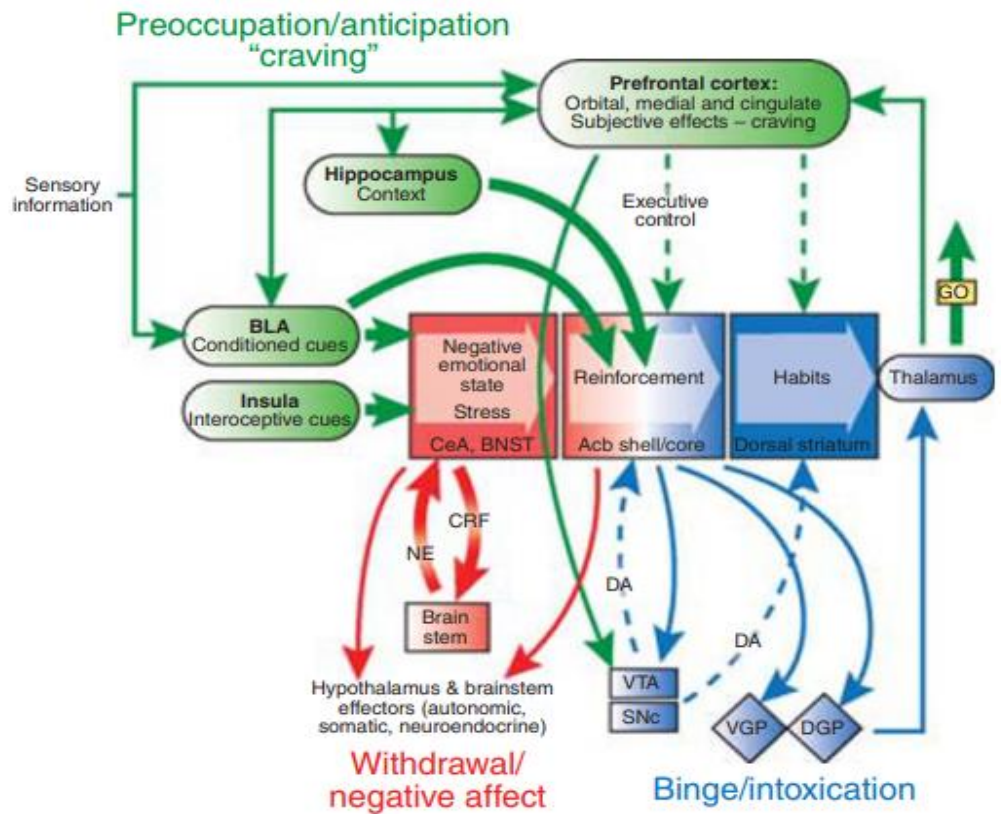 Preoccupation/anticipation
“craving”
Prefrontal cortex:
Orbital, medial and cingulate
Subjective effects – craving
Hippocampus
Context
Sensory
information
Executive
control
GO
BLA
Conditioned cues
Insula
Interoceptive cues
Negative
emotional
state
Stress
CeA, BNST
Reinforcement
Acb shell/core
Habits
Dorsal striatum
Thalamus
CRF
NE
Brain
stem
DA
DA
VTA
SNc
VGP
DGP
Hypothalamus & brainstem
effectors (autonomic,
somatic, neuroendocrine)
Withdrawal/
negative affect
Binge/intoxication